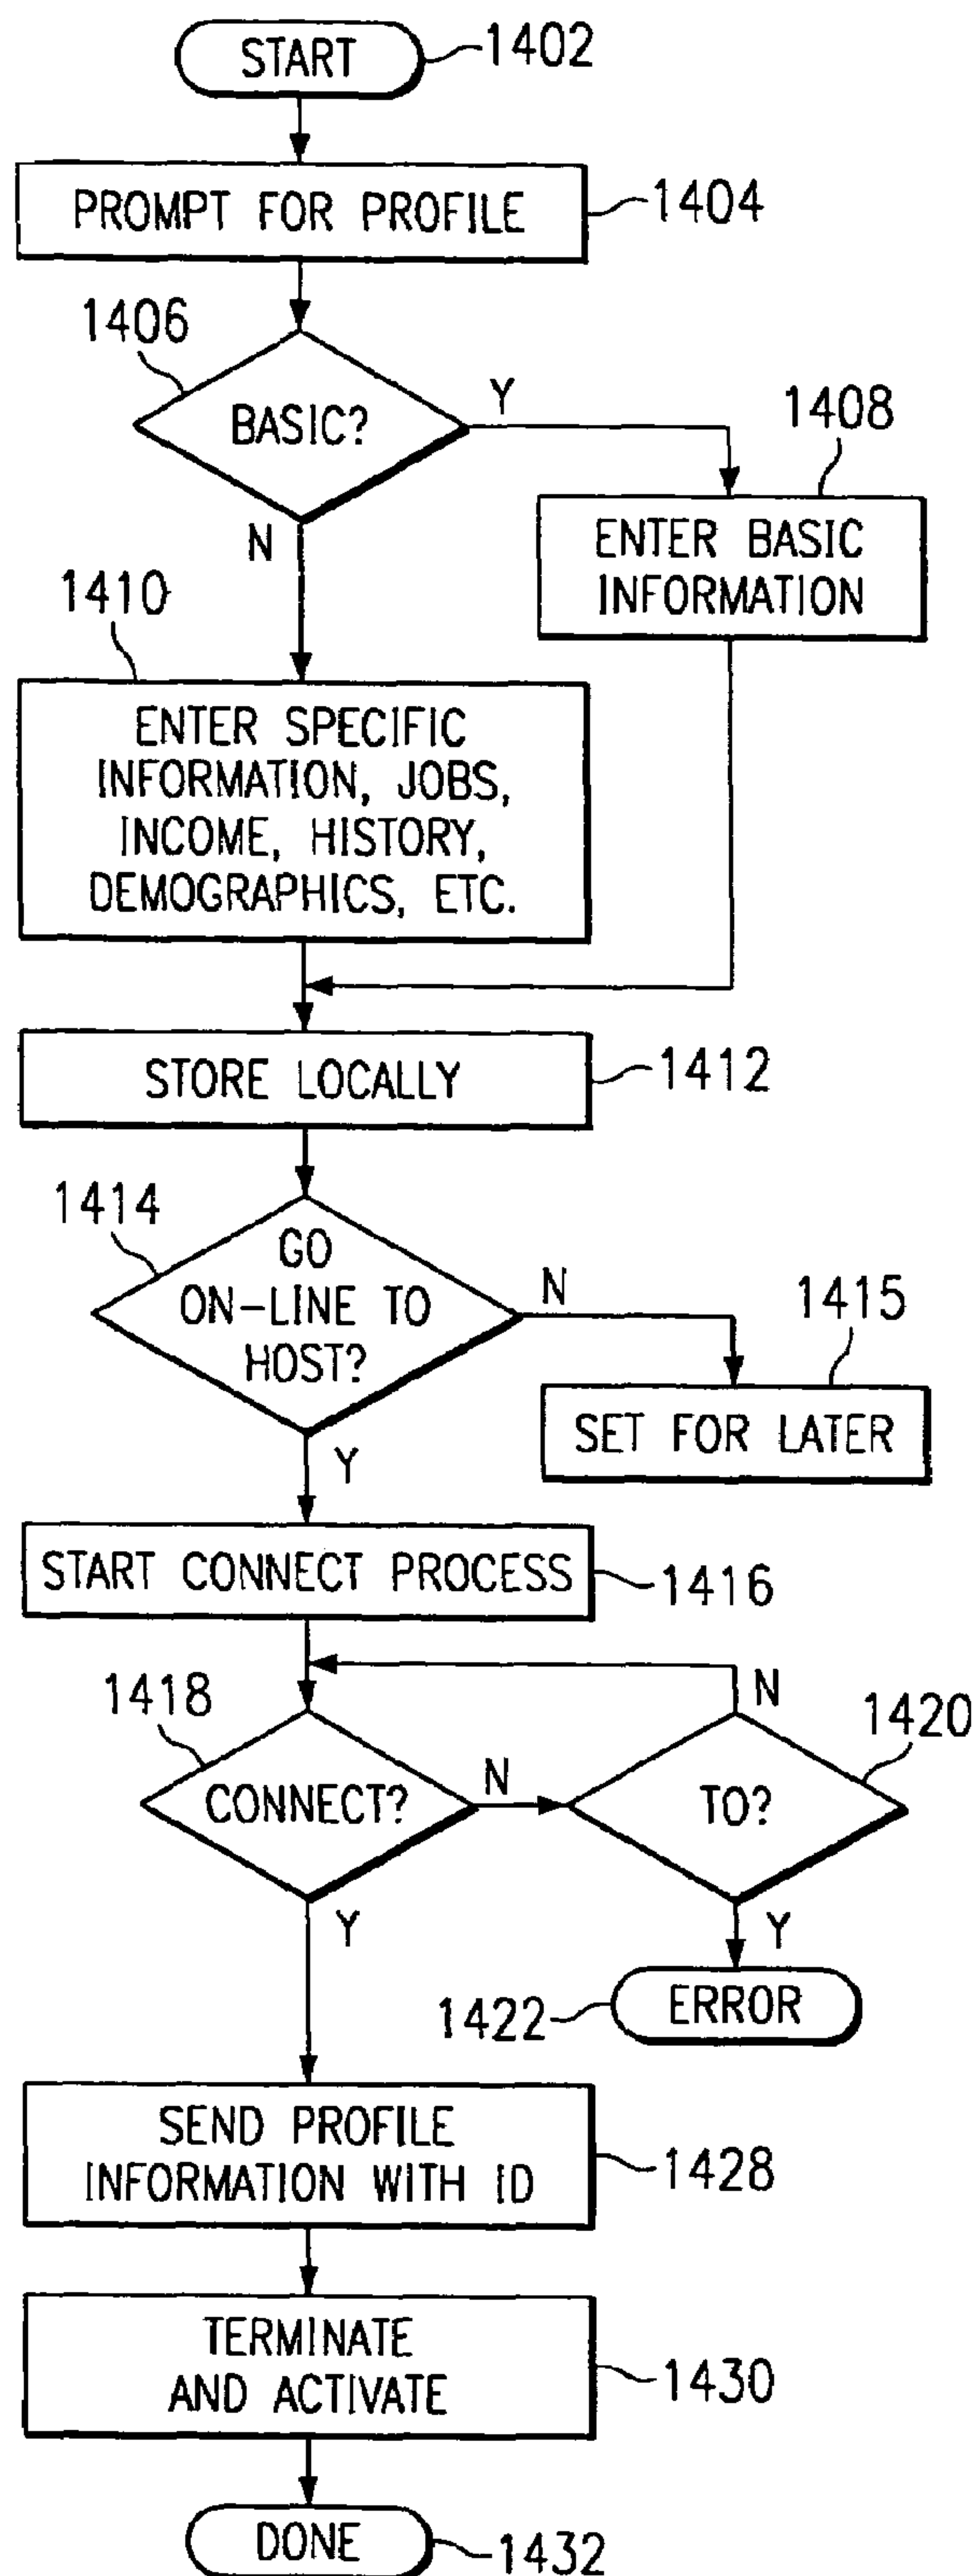 START
1402
PROMPT FOR PROFILE
1404
1406
BASIC?
Y
1408
N
ENTER BASIC
INFORMATION
1410
ENTER SPECIFIC
INFORMATION, JOBS,
INCOME, HISTORY,
DEMOGRAPHICS, ETC.
STORE LOCALLY
1412
1414
GO
ON-LINE TO
HOST?
N
1415
SET FOR LATER
Y
START CONNECT PROCESS
1416
1418
CONNECT?
N
N
1420
TO?
Y
Y
1422
ERROR
SEND PROFILE
INFORMATION WITH ID
1428
TERMINATE
AND ACTIVATE
1430
DONE
1432